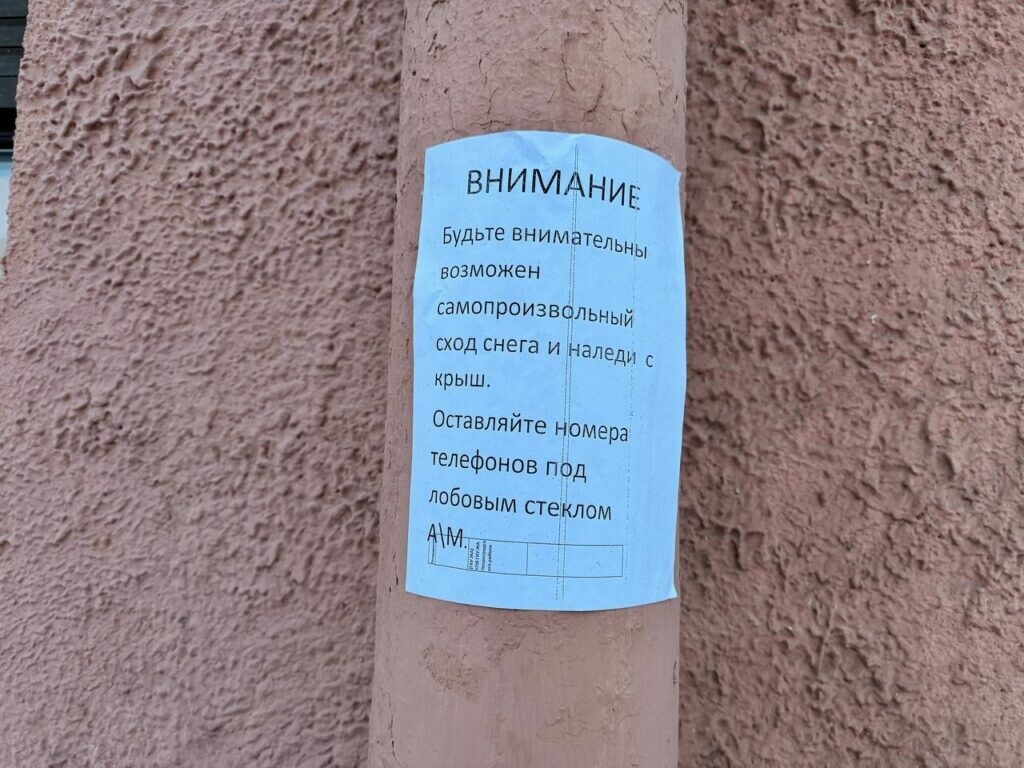 ВНИМАНИЕ
Будьте внимательны
возможен
самопроизвольный
сход снега и наледи с
крыш.
Оставляйте номера
телефонов под
лобовым стеклом
А\М.